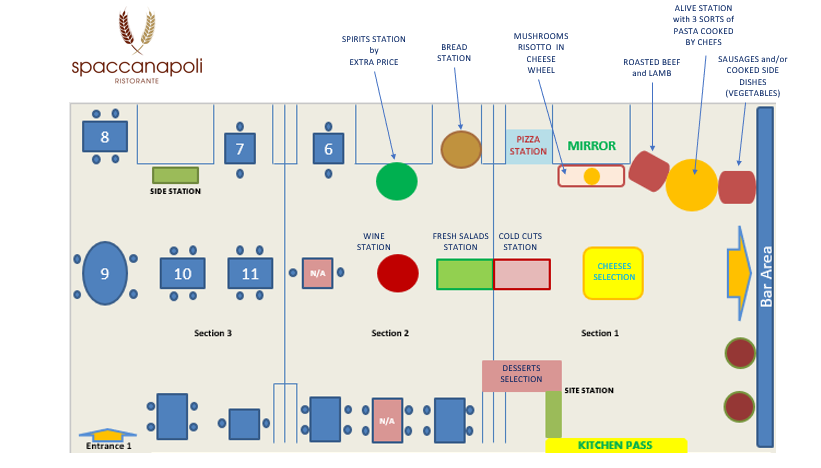 ALIVE STATION
with 3 SORTS of
PASTA COOKED
BY CHEFS
MUSHROOMS
RISOTTO IN
CHEESE
WHEEL
SPIRITS STATION
by
EXTRA PRICE
BREAD
STATION
ROASTED BEEF
and LAMB
SAUSAGES and/or
COOKED SIDE
DISHES
(VEGETABLES)
spaccanapoli
RISTORANTE
8
7
6
PIZZA
STATION
MIRROR
SIDE STATION
WINE
STATION
FRESH SALADS
STATION
COLD CUTS
STATION
9
10
11
N/A
CHEESES
SELECTION
Bar Area
Section 3
Section 2
Section 1
DESSERTS
SELECTION
SITE STATION
N/A
Entrance 1
KITCHEN PASS